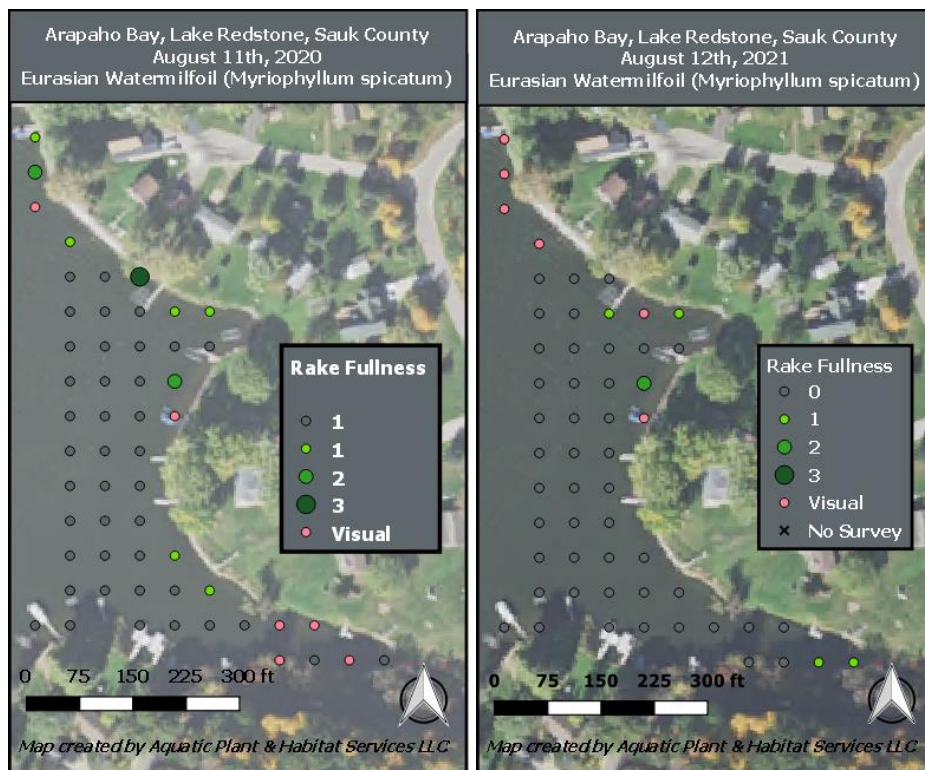 Arapaho Bay, Lake Redstone, Sauk County
August 11th, 2020
Eurasian Watermilfoil (Myriophyllum spicatum)
Rake Fullness
1
1
2
3
Visual
0 75 150 225 300 ft
Map created by Aquatic Plant & Habitat Services LLC
Arapaho Bay, Lake Redstone, Sauk County
August 12th, 2021
Eurasian Watermilfoil (Myriophyllum spicatum)
Rake Fullness
0
1
2
3
Visual
No Survey
0 75 150 225 300 ft
Map created by Aquatic Plant & Habitat Services LLC